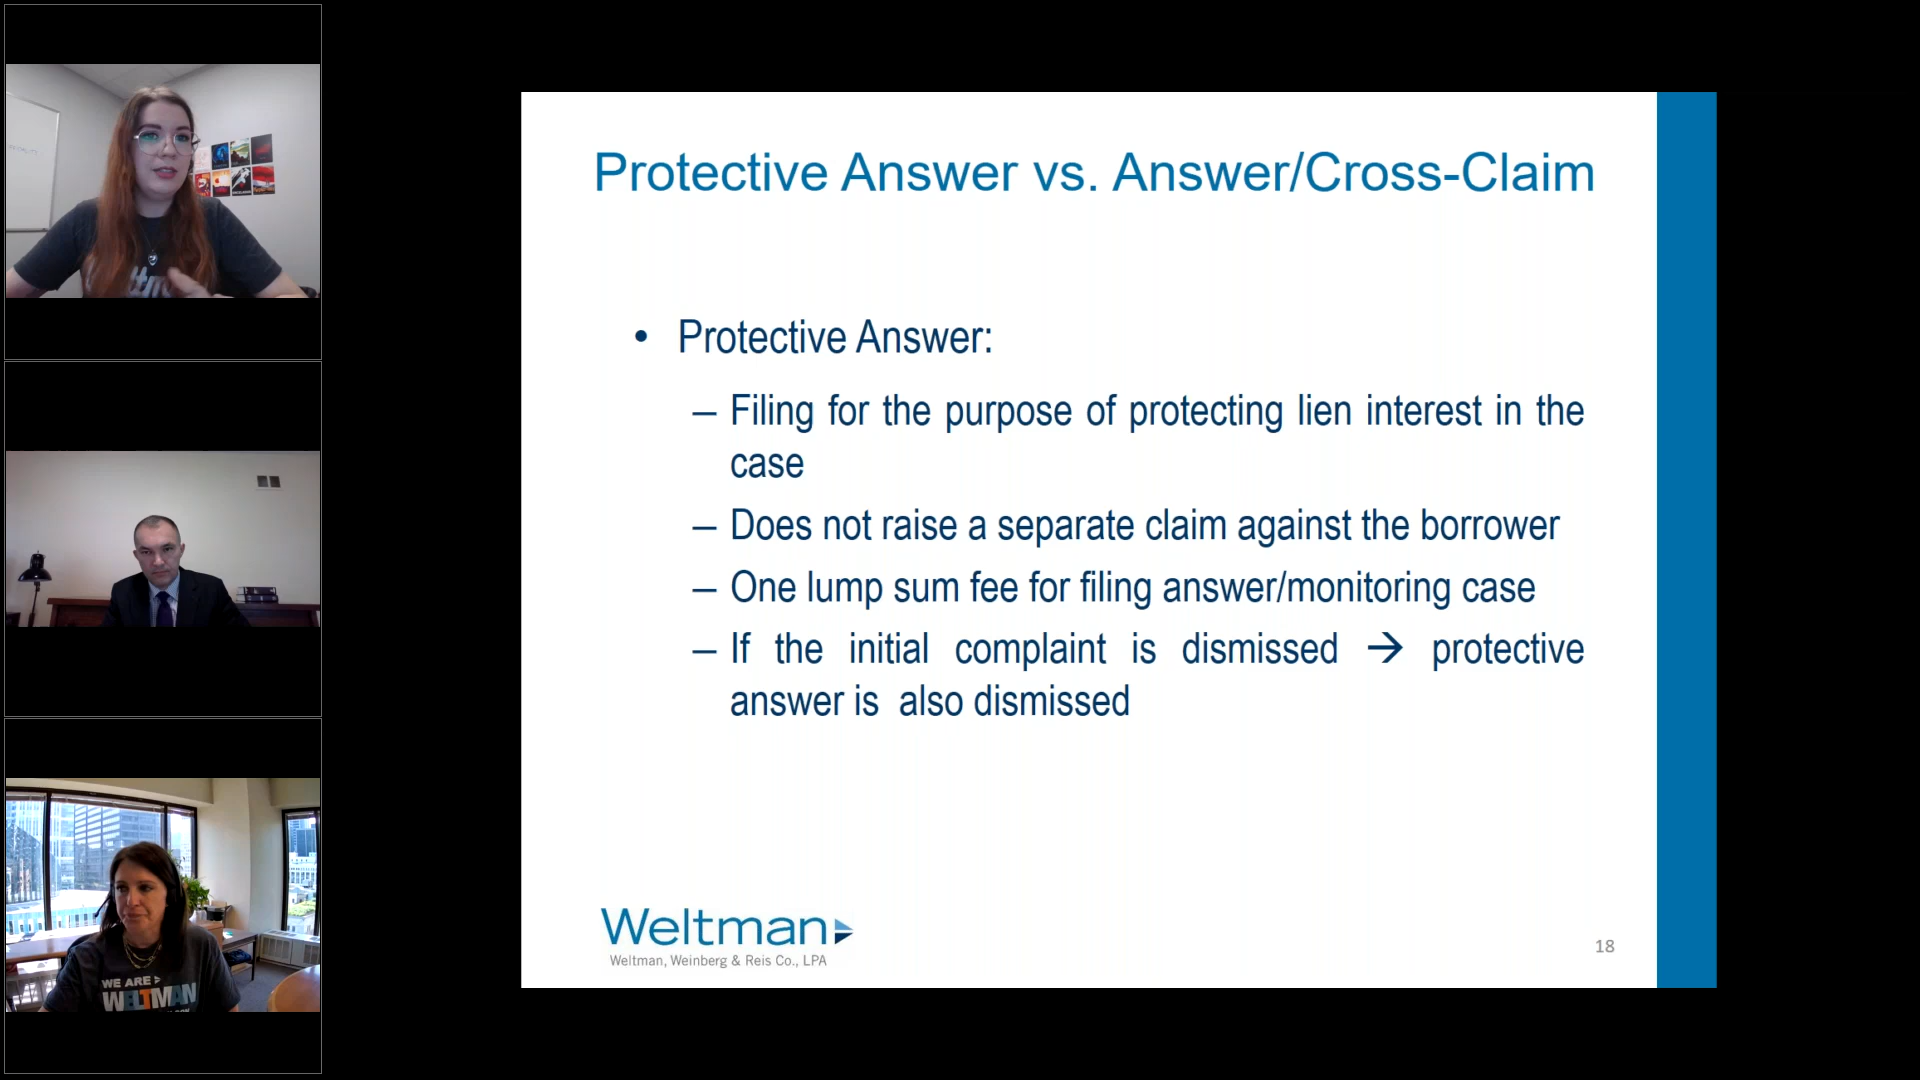 Protective Answer vs. Answer/Cross-Claim
• Protective Answer:
– Filing for the purpose of protecting lien interest in the
case
– Does not raise a separate claim against the borrower
– One lump sum fee for filing answer/monitoring case
– If the initial complaint is dismissed → protective
answer is also dismissed
Weltman
Weltman, Weinberg & Reis Co., LPA
18
WE ARE
WELTMAN